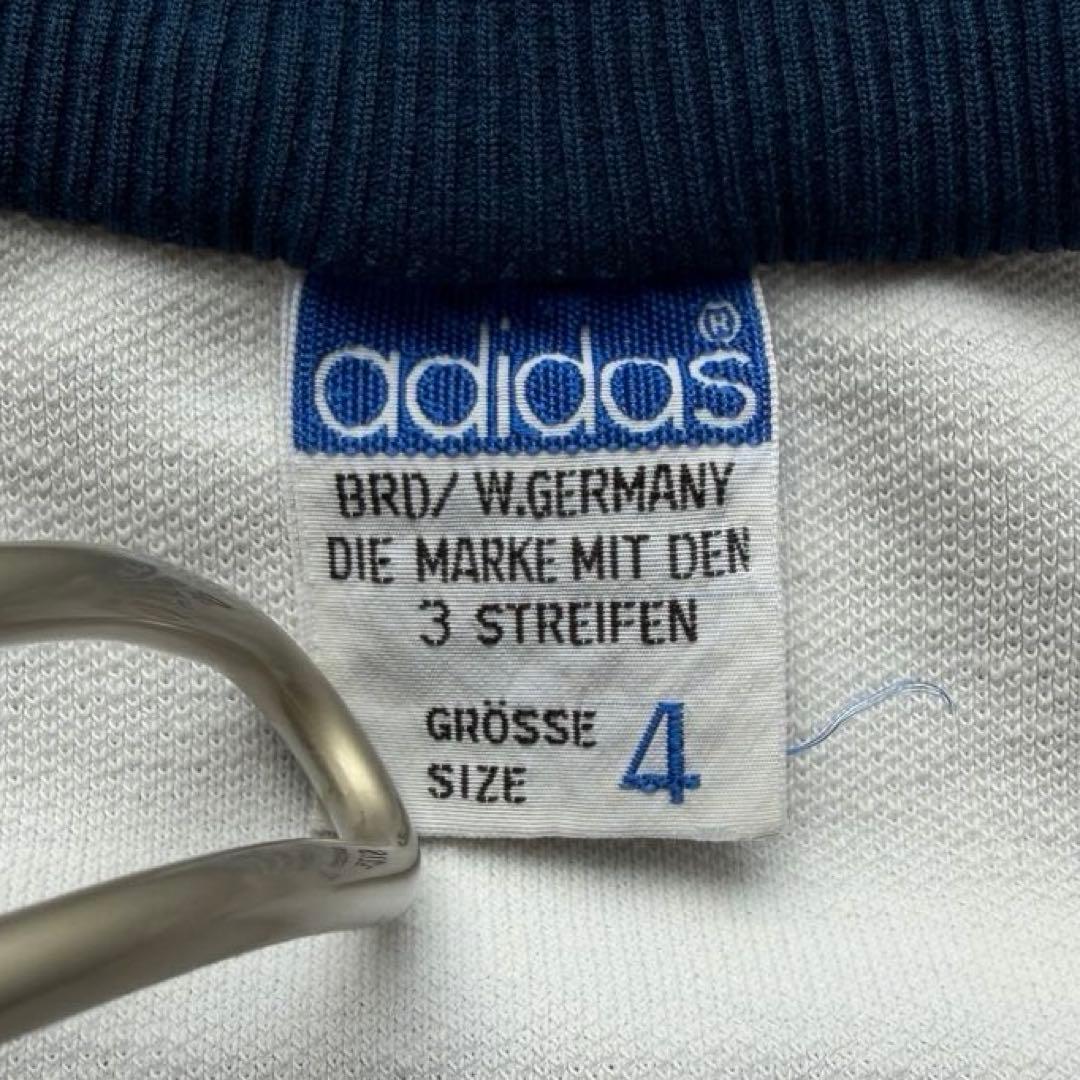 adidas®
BRD/ W.GERMANY
DIE MARKE MIT DEN
3 STREIFEN
GRÖSSE
SIZE 4